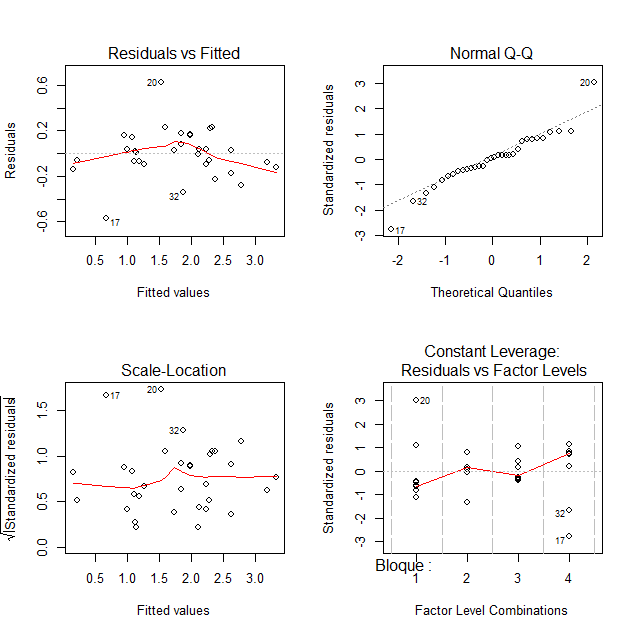 Residuals vs Fitted
Residuals
0.6
0.2
-0.2
-0.6
20
32
17
0.5 1.0 1.5 2.0 2.5 3.0
Fitted values
Normal Q-Q
Standardized residuals
3
2
1
0
-1
-2
-3
20
32
17
-2 -1 0 1 2
Theoretical Quantiles
Scale-Location
√|Standardized residuals|
1.5
1.0
0.5
0.0
17
20
32
0.5 1.0 1.5 2.0 2.5 3.0
Fitted values
Constant Leverage:
Residuals vs Factor Levels
Standardized residuals
3
2
1
0
-1
-2
-3
20
32
17
Bloque :
1 2 3 4
Factor Level Combinations